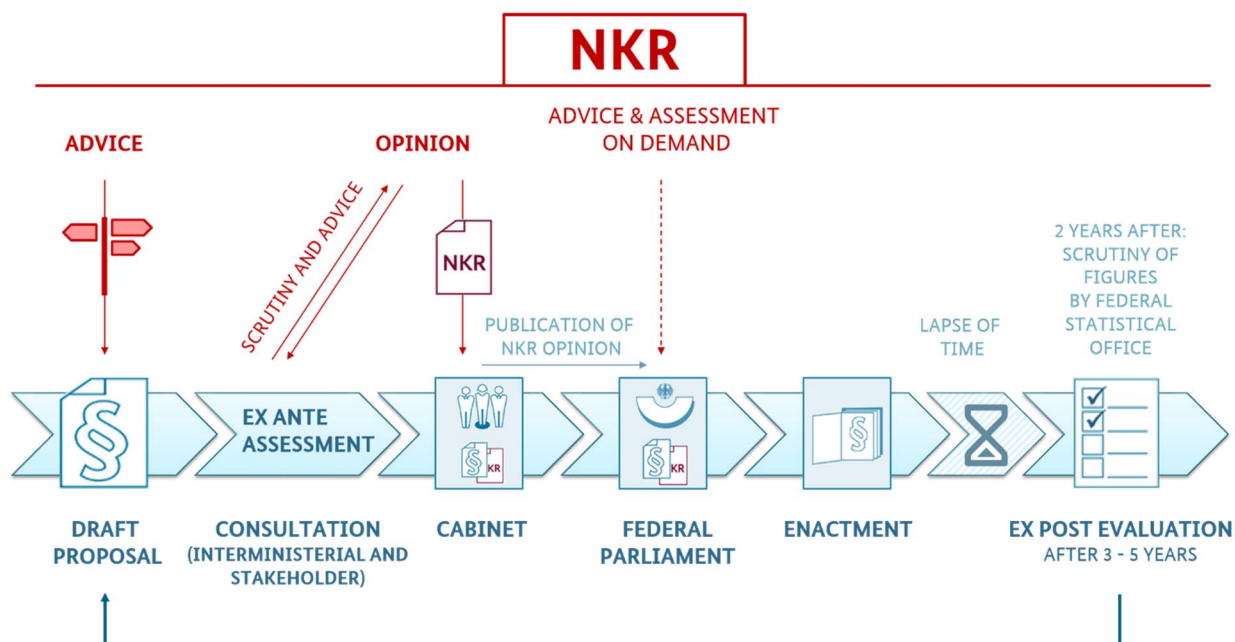 NKR
ADVICE
OPINION
ADVICE & ASSESSMENT
ON DEMAND
SCRUTINY AND ADVICE
NKR
PUBLICATION OF
NKR OPINION
LAPSE OF
TIME
2 YEARS AFTER:
SCRUTINY OF
FIGURES
BY FEDERAL
STATISTICAL
OFFICE
§
EX ANTE
ASSESSMENT
§ KR
§ KR
§
DRAFT
PROPOSAL
CONSULTATION
(INTERMINISTERIAL AND
STAKEHOLDER)
CABINET
FEDERAL
PARLIAMENT
ENACTMENT
EX POST EVALUATION
AFTER 3 - 5 YEARS